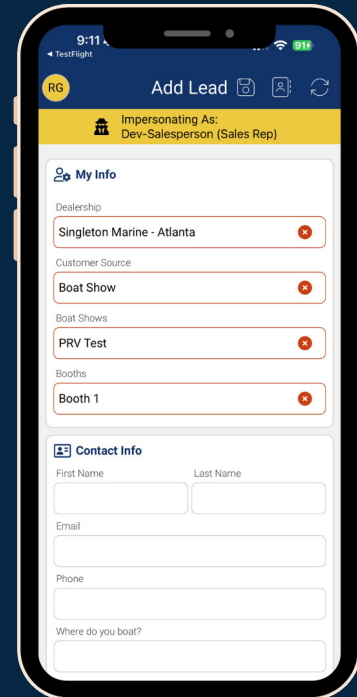 9:11
91
◀ TestFlight
RG
Add Lead
Impersonating As:
Dev-Salesperson (Sales Rep)
My Info
Dealership
Singleton Marine - Atlanta
Customer Source
Boat Show
Boat Shows
PRV Test
Booths
Booth 1
Contact Info
First Name
Last Name
Email
Phone
Where do you boat?